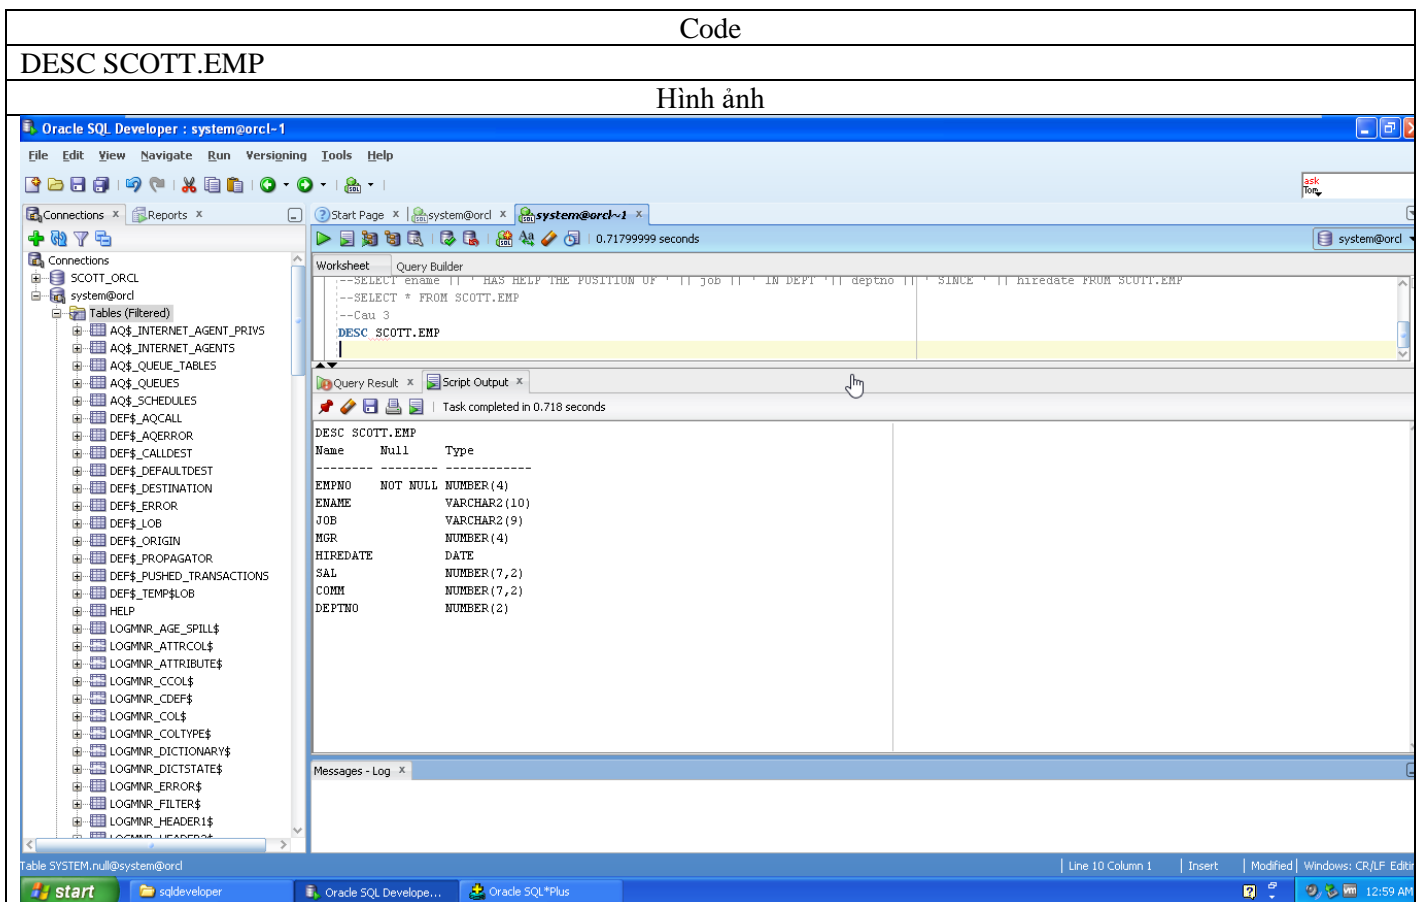 Code
DESC SCOTT.EMP
Hình ảnh
Oracle SQL Developer : system@orcl~1
File Edit View Navigate Run Versioning Tools Help
ask
Tom
Connections x Reports x
Start Page x system@orcl x system@orcl~1 x
0.71799999 seconds
system@orcl
Connections
SCOTT_ORCL
system@orcl
Tables (Filtered)
AQ$_INTERNET_AGENT_PRIVS
AQ$_INTERNET_AGENTS
AQ$_QUEUE_TABLES
AQ$_QUEUES
AQ$_SCHEDULES
DEF$_AQCALL
DEF$_AQERROR
DEF$_CALLDEST
DEF$_DEFAULTDEST
DEF$_DESTINATION
DEF$_ERROR
DEF$_LOB
DEF$_ORIGIN
DEF$_PROPAGATOR
DEF$_PUSHED_TRANSACTIONS
DEF$_TEMP$LOB
HELP
LOGMNR_AGE_SPILL$
LOGMNR_ATTRCOL$
LOGMNR_ATTRIBUTE$
LOGMNR_CCOL$
LOGMNR_CDEF$
LOGMNR_COL$
LOGMNR_COLTYPE$
LOGMNR_DICTIONARY$
LOGMNR_DICTSTATE$
LOGMNR_ERROR$
LOGMNR_FILTER$
LOGMNR_HEADER1$
LOGMNR_HEADER2$
Worksheet Query Builder
--SELECT ename || ' HAS HELP THE POSITION OF ' || job || ' IN DEPT ' || deptno || ' SINCE ' || hiredate FROM SCOTT.EMP
--SELECT * FROM SCOTT.EMP
--Cau 3
DESC SCOTT.EMP
Query Result x Script Output x
Task completed in 0.718 seconds
DESC SCOTT.EMP
Name Null Type
-------- -------- ------------
EMPNO NOT NULL NUMBER(4)
ENAME VARCHAR2(10)
JOB VARCHAR2(9)
MGR NUMBER(4)
HIREDATE DATE
SAL NUMBER(7,2)
COMM NUMBER(7,2)
DEPTNO NUMBER(2)
Messages - Log x
Table SYSTEM.null@system@orcl
Line 10 Column 1 Insert Modified Windows: CR/LF Editin
start sqldeveloper Oracle SQL Develope... Oracle SQL*Plus 12:59 AM